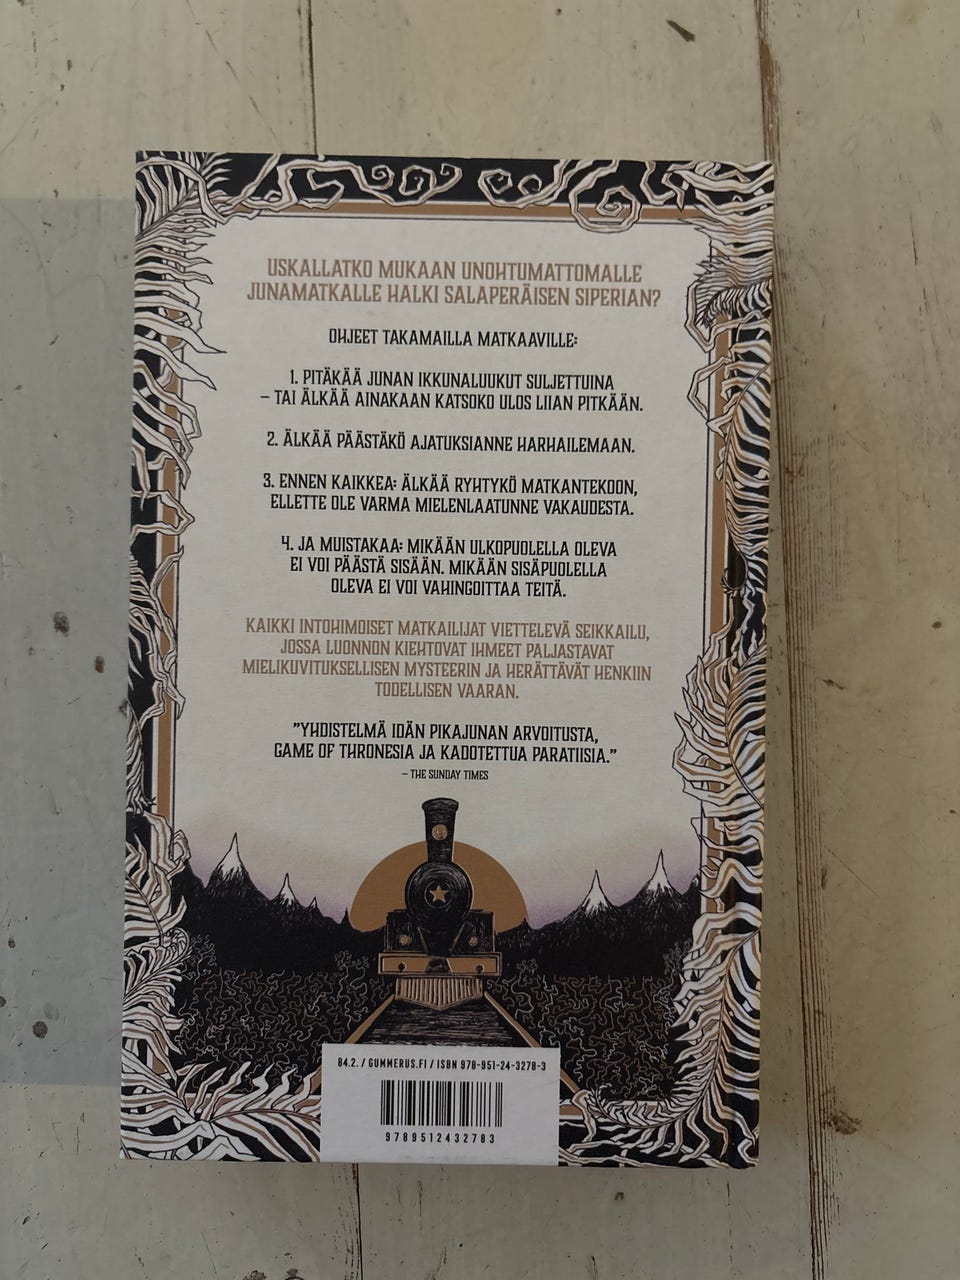 USKALLATKO MUKAAN UNOHTUMATTOMALLE
JUNAMATKALLE HALKI SALAPERÄISEN SIPERIAN?
OHJEET TAKAMAILLA MATKAAVILLE:
1. PITÄKÄÄ JUNAN IKKUNALUUKUT SULJETTUINA
– TAI ÄLKÄÄ AINAKAAN KATSOKO ULOS LIIAN PITKÄÄN.
2. ÄLKÄÄ PÄÄSTÄKÖ AJATUKSIANNE HARHAILEMAAN.
3. ENNEN KAIKKEA: ÄLKÄÄ RYHTYKÖ MATKANTEKOON,
ELLETTE OLE VARMA MIELENLAATUNNE VAKAUDESTA.
4. JA MUISTAKAA: MIKÄÄN ULKOPUOLELLA OLEVA
EI VOI PÄÄSTÄ SISÄÄN. MIKÄÄN SISÄPUOLELLA
OLEVA EI VOI VAHINGOITTAA TEITÄ.
KAIKKI INTOHIMOISET MATKAILIJAT VIETTELEVÄ SEIKKAILU,
JOSSA LUONNON KIEHTOVAT IHMEET PALJASTAVAT
MIELIKUVITUKSELLISEN MYSTEERIN JA HERÄTTÄVÄT HENKIIN
TODELLISEN VAARAN.
"YHDISTELMÄ IDÄN PIKAJUNAN ARVOITUSTA,
GAME OF THRONESIA JA KADOTETTUA PARATIISIA."
– THE SUNDAY TIMES
84.2. / GUMMERUS.FI / ISBN 978-951-24-3278-3
9789512432783